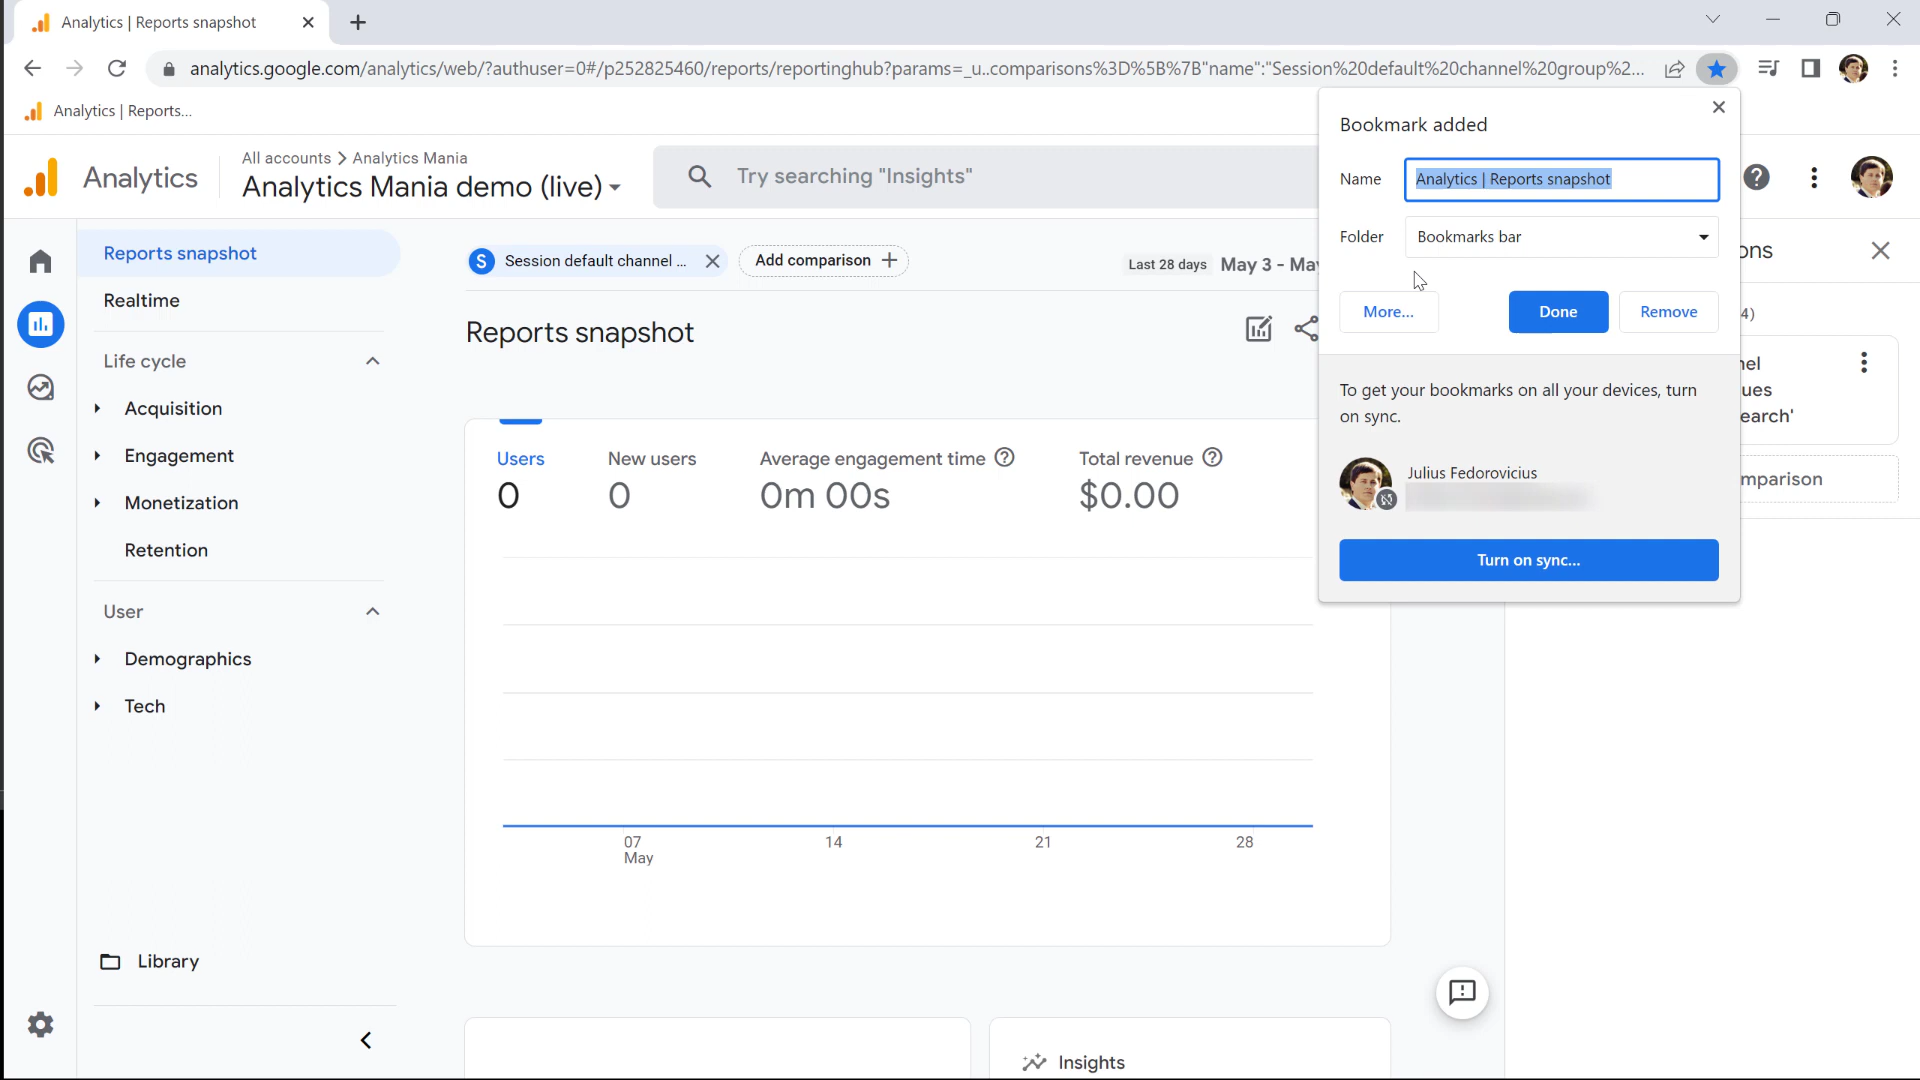 Analytics | Reports snapshot
analytics.google.com/analytics/web/?authuser=0#/p252825460/reports/reportinghub?params=_u..comparisons%3D%5B%7B"name":"Session%20default%20channel%20group%2...
Analytics | Reports...
Bookmark added
Name Analytics | Reports snapshot
Folder Bookmarks bar
More... Done Remove
To get your bookmarks on all your devices, turn
on sync.
Julius Fedorovicius
Turn on sync...
Analytics
All accounts > Analytics Mania
Analytics Mania demo (live)
Try searching "Insights"
Reports snapshot
Realtime
Life cycle
Acquisition
Engagement
Monetization
Retention
User
Demographics
Tech
Library
S Session default channel ... Add comparison +
Last 28 days May 3 - May
Reports snapshot
Users New users Average engagement time Total revenue
0 0 0m 00s $0.00
07 14 21 28
May
Insights
ons
4)
nel
ues
earch'
mparison